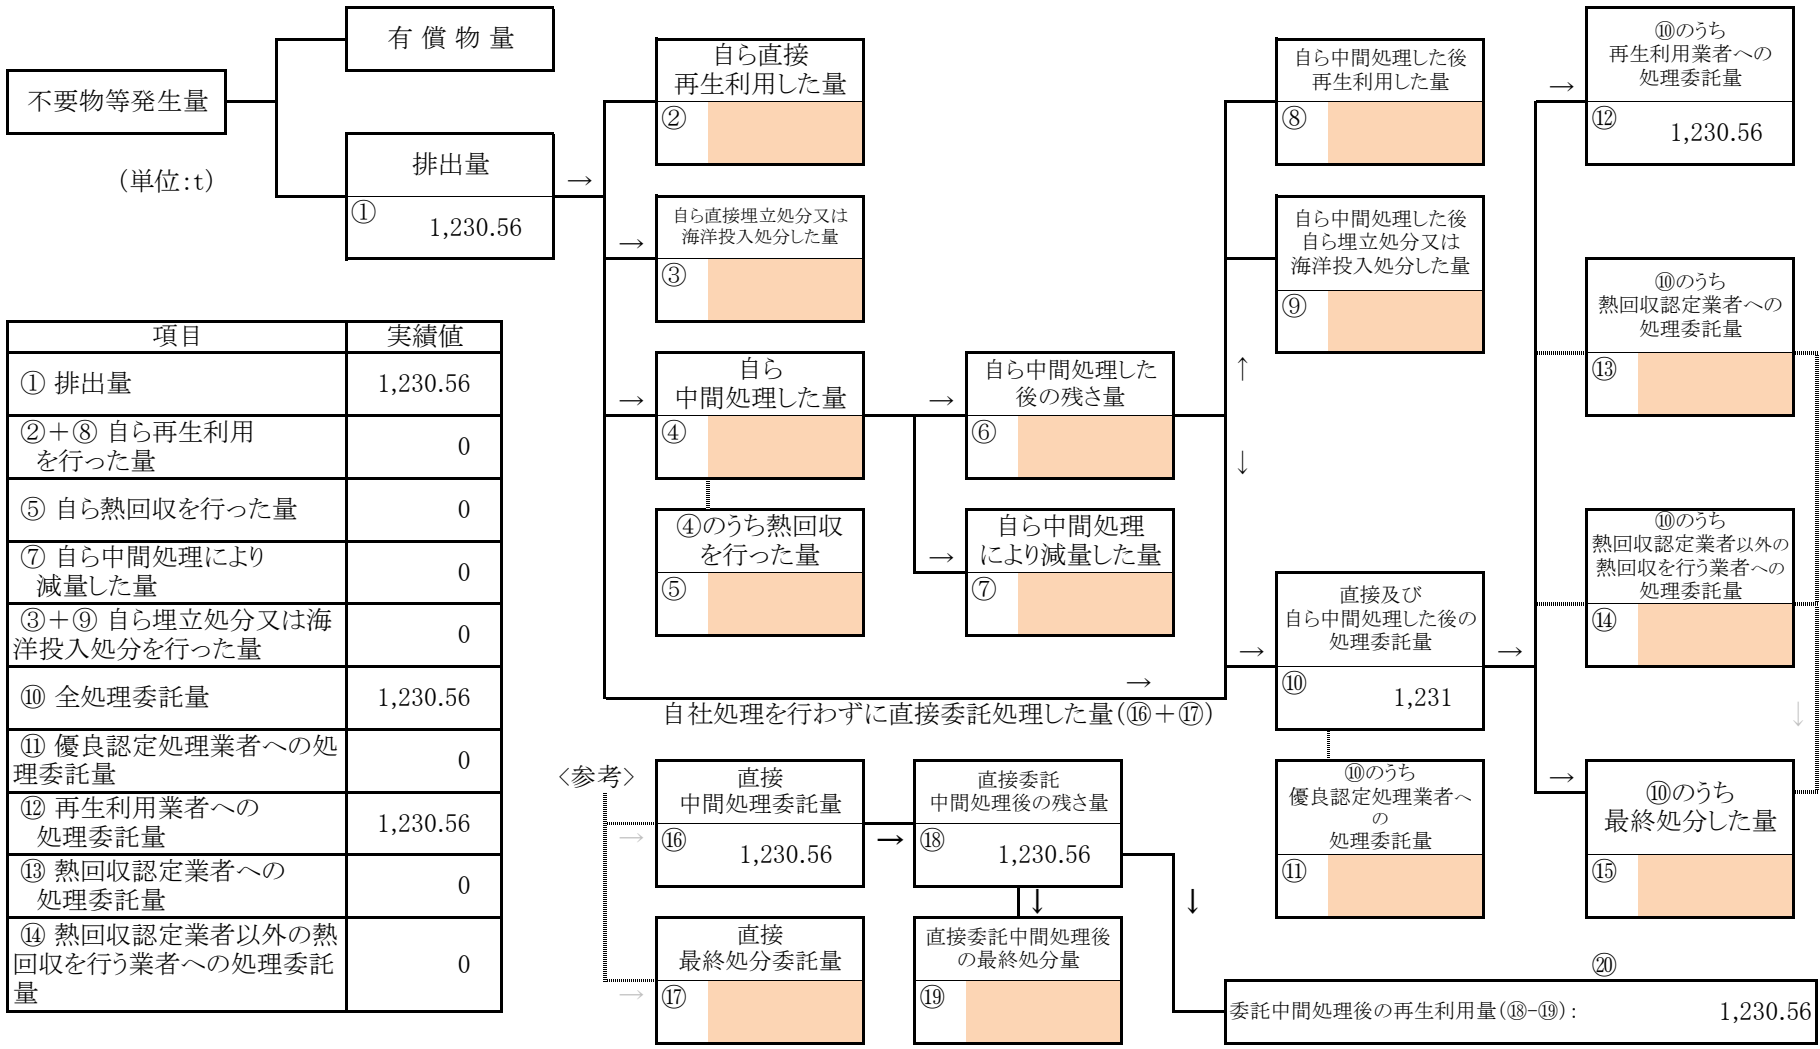 不要物等発生量
(単位:t)
有 償 物 量
排出量
①
1,230.56
→
自ら直接
再生利用した量
②
→
自ら直接埋立処分又は
海洋投入処分した量
③
→
自ら
中間処理した量
④
④のうち熱回収
を行った量
⑤
→
自ら中間処理した
後の残さ量
⑥
→
自ら中間処理
により減量した量
⑦
自ら中間処理した後
再生利用した量
⑧
自ら中間処理した後
自ら埋立処分又は
海洋投入処分した量
⑨
↑
↓
→
自社処理を行わずに直接委託処理した量(⑯+⑰)
→
直接及び
自ら中間処理した後の
処理委託量
⑩
1,231
⑩のうち
優良認定処理業者へ
の
処理委託量
⑪
→
→
⑩のうち
再生利用業者への
処理委託量
⑫
1,230.56
⑩のうち
熱回収認定業者への
処理委託量
⑬
⑩のうち
熱回収認定業者以外の
熱回収を行う業者への
処理委託量
⑭
↓
→
⑩のうち
最終処分した量
⑮
項目 実績値
① 排出量 1,230.56
②+⑧ 自ら再生利用
を行った量 0
⑤ 自ら熱回収を行った量 0
⑦ 自ら中間処理により
減量した量 0
③+⑨ 自ら埋立処分又は海
洋投入処分を行った量 0
⑩ 全処理委託量 1,230.56
⑪ 優良認定処理業者への処
理委託量 0
⑫ 再生利用業者への
処理委託量 1,230.56
⑬ 熱回収認定業者への
処理委託量 0
⑭ 熱回収認定業者以外の熱
回収を行う業者への処理委託
量 0
<参考>
→
直接
中間処理委託量
⑯
1,230.56
→
直接委託
中間処理後の残さ量
⑱
1,230.56
→
直接
最終処分委託量
⑰
↓
直接委託中間処理後
の最終処分量
⑲
↓
⑳
委託中間処理後の再生利用量(⑱-⑲): 1,230.56